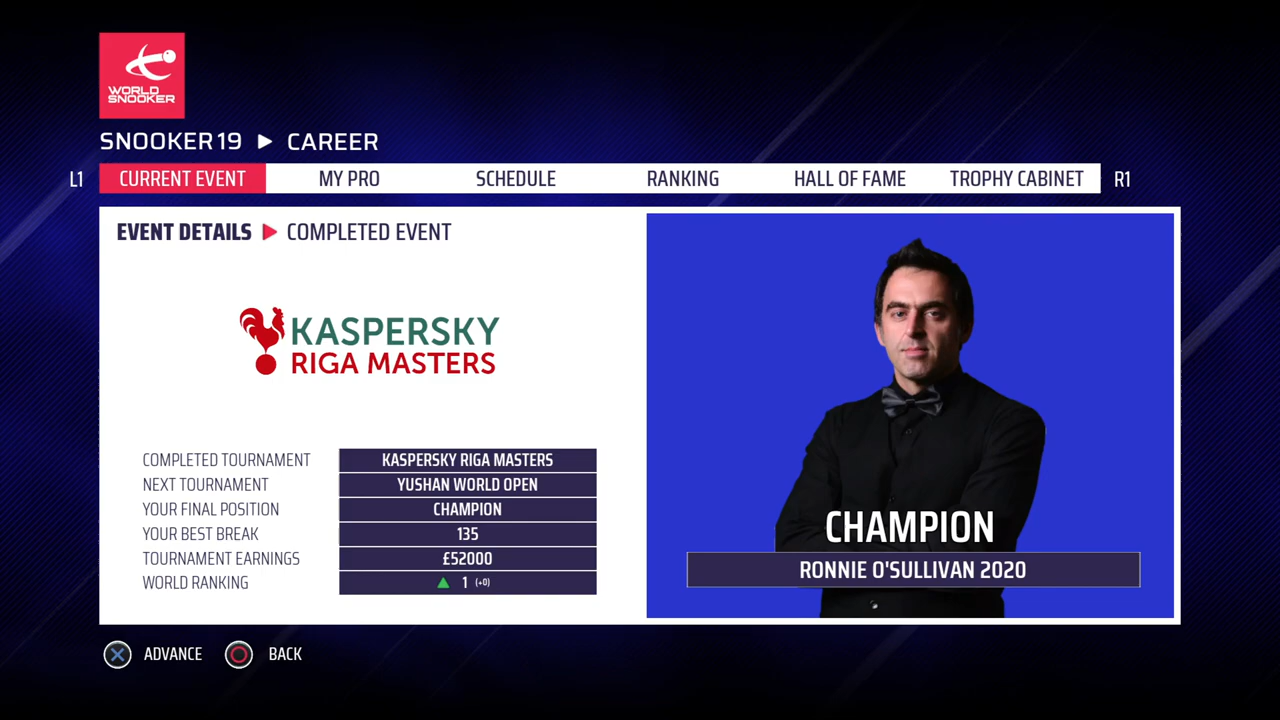 WORLD
SNOOKER
SNOOKER 19 ► CAREER
L1 CURRENT EVENT MY PRO SCHEDULE RANKING HALL OF FAME TROPHY CABINET R1
EVENT DETAILS ► COMPLETED EVENT
KASPERSKY
RIGA MASTERS
COMPLETED TOURNAMENT KASPERSKY RIGA MASTERS
NEXT TOURNAMENT YUSHAN WORLD OPEN
YOUR FINAL POSITION CHAMPION
YOUR BEST BREAK 135
TOURNAMENT EARNINGS £52000
WORLD RANKING ▲ 1 (+0)
CHAMPION
RONNIE O'SULLIVAN 2020
ADVANCE BACK